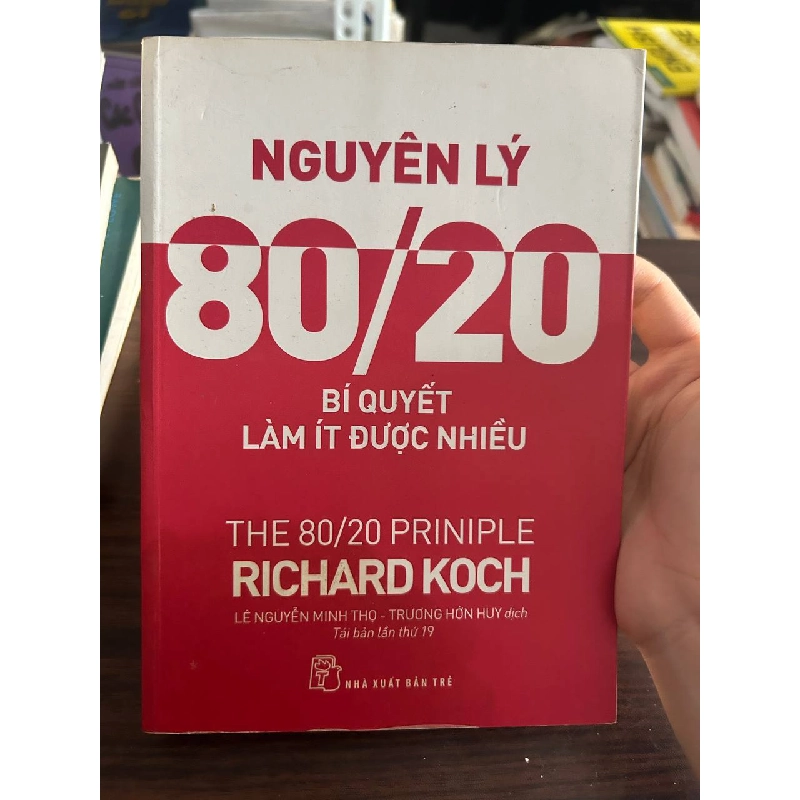 NGUYÊN LÝ
80/20
BÍ QUYẾT
LÀM ÍT ĐƯỢC NHIỀU
THE 80/20 PRINIPLE
RICHARD KOCH
LÊ NGUYỄN MINH THỌ - TRƯƠNG HỚN HUY dịch
Tái bản lần thứ 19
NHÀ XUẤT BẢN TRẺ